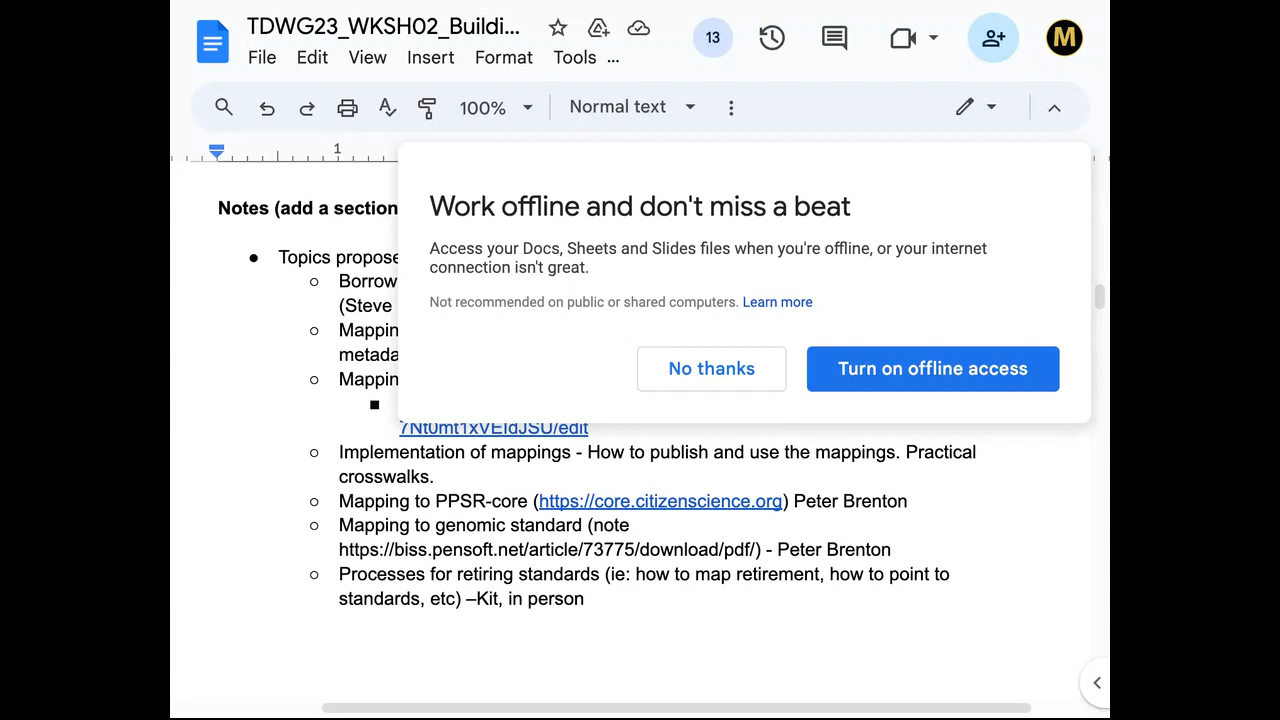 TDWG23_WKSH02_Buildi...
13
M
File Edit View Insert Format Tools ...
100% Normal text
1
Work offline and don't miss a beat
Access your Docs, Sheets and Slides files when you're offline, or your internet
connection isn't great.
Not recommended on public or shared computers. Learn more
No thanks Turn on offline access
Notes (add a section
● Topics propose
○ Borrow
(Steve
○ Mappin
metada
○ Mappin
■
7Nt0mt1xVEIdJSU/edit
○ Implementation of mappings - How to publish and use the mappings. Practical
crosswalks.
○ Mapping to PPSR-core (https://core.citizenscience.org) Peter Brenton
○ Mapping to genomic standard (note
https://biss.pensoft.net/article/73775/download/pdf/) - Peter Brenton
○ Processes for retiring standards (ie: how to map retirement, how to point to
standards, etc) –Kit, in person